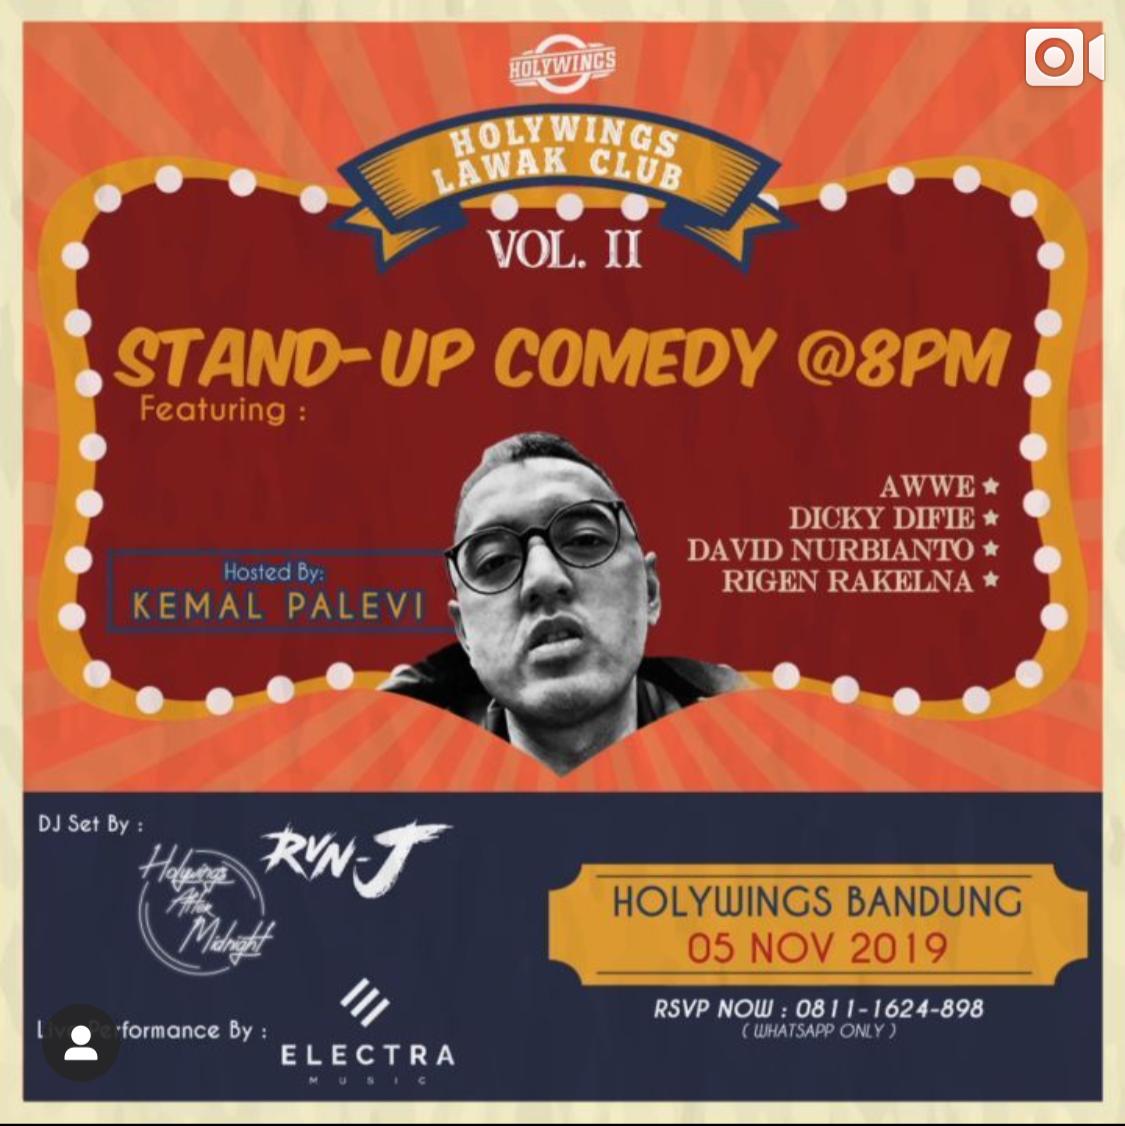 HOLYWINGS
HOLYWINGS
LAWAK CLUB
VOL. II
STAND-UP COMEDY @8PM
Featuring :
AWWE
DICKY DIFIE
DAVID NURBIANTO
RIGEN RAKELNA
Hosted By:
KEMAL PALEVI
DJ Set By :
RVN-J
Holywings
After
Midnight
HOLYWINGS BANDUNG
05 NOV 2019
RSVP NOW : 0811-1624-898
( WHATSAPP ONLY )
Live Performance By :
ELECTRA
MUSIC